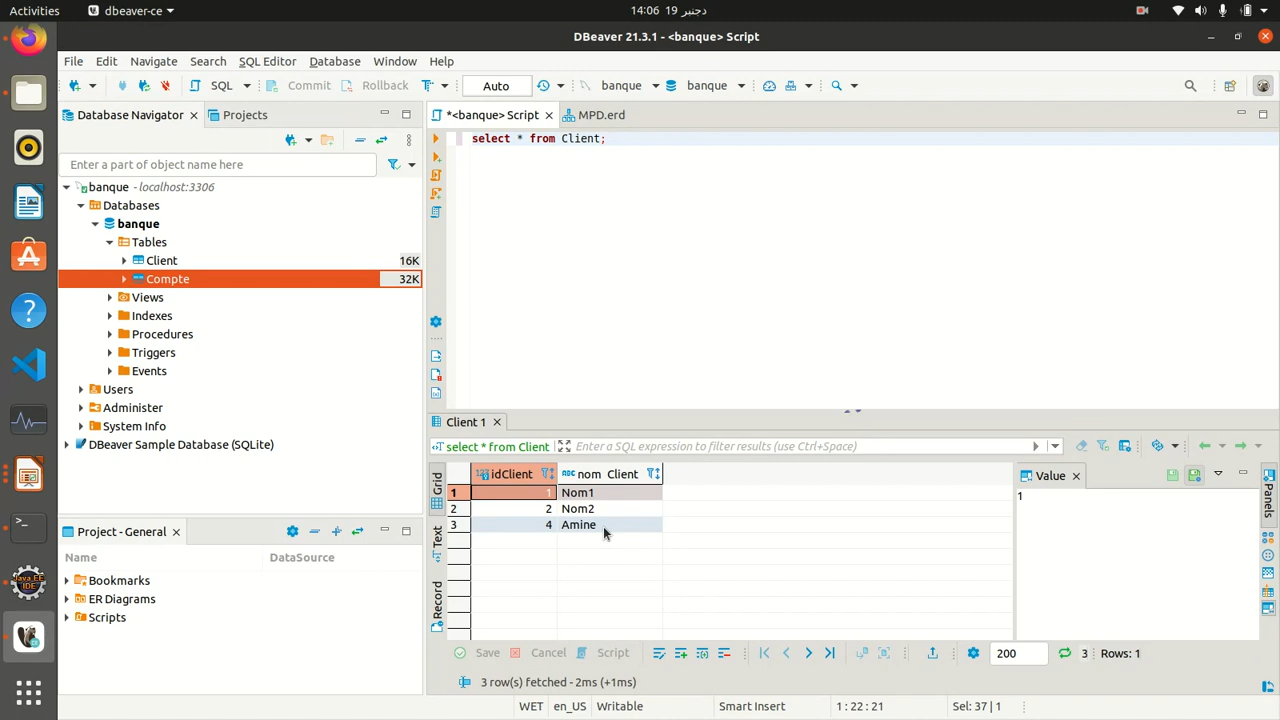 Activities
dbeaver-ce
14:06 19 دجنبر
DBeaver 21.3.1 - <banque> Script
File Edit Navigate Search SQL Editor Database Window Help
SQL Commit Rollback Auto banque banque
Database Navigator Projects
*<banque> Script MPD.erd
Enter a part of object name here
select * from Client;
banque - localhost:3306
Databases
banque
Tables
Client 16K
Compte 32K
Views
Indexes
Procedures
Triggers
Events
Users
Administer
System Info
DBeaver Sample Database (SQLite)
Project - General
Name DataSource
Bookmarks
ER Diagrams
Scripts
Client 1
select * from Client Enter a SQL expression to filter results (use Ctrl+Space)
Grid
Text
Record
idClient nom_Client
1 1 Nom1
2 2 Nom2
3 4 Amine
Value
1
Panels
Save Cancel Script 200 3 Rows: 1
3 row(s) fetched - 2ms (+1ms)
WET en_US Writable Smart Insert 1 : 22 : 21 Sel: 37 | 1